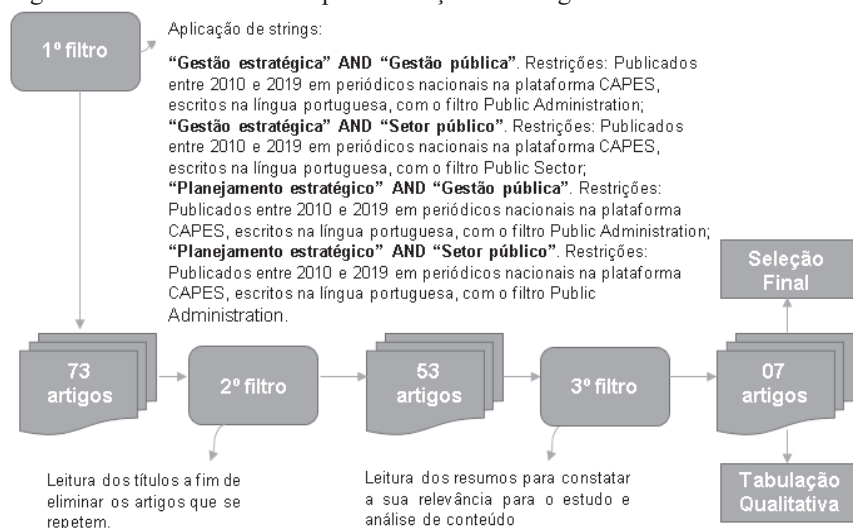 1º filtro
Aplicação de strings:
“Gestão estratégica” AND “Gestão pública”. Restrições: Publicados
entre 2010 e 2019 em periódicos nacionais na plataforma CAPES,
escritos na língua portuguesa, com o filtro Public Administration;
“Gestão estratégica” AND “Setor público”. Restrições: Publicados
entre 2010 e 2019 em periódicos nacionais na plataforma CAPES,
escritos na língua portuguesa, com o filtro Public Sector;
“Planejamento estratégico” AND “Gestão pública”. Restrições:
Publicados entre 2010 e 2019 em periódicos nacionais na plataforma
CAPES, escritos na língua portuguesa, com o filtro Public Administration;
“Planejamento estratégico” AND “Setor público”. Restrições:
Publicados entre 2010 e 2019 em periódicos nacionais na plataforma
CAPES, escritos na língua portuguesa, com o filtro Public
Administration.
Seleção
Final
73
artigos
2º filtro
53
artigos
3º filtro
07
artigos
Leitura dos títulos a fim de
eliminar os artigos que se
repetem.
Leitura dos resumos para constatar
a sua relevância para o estudo e
análise de conteúdo
Tabulação
Qualitativa